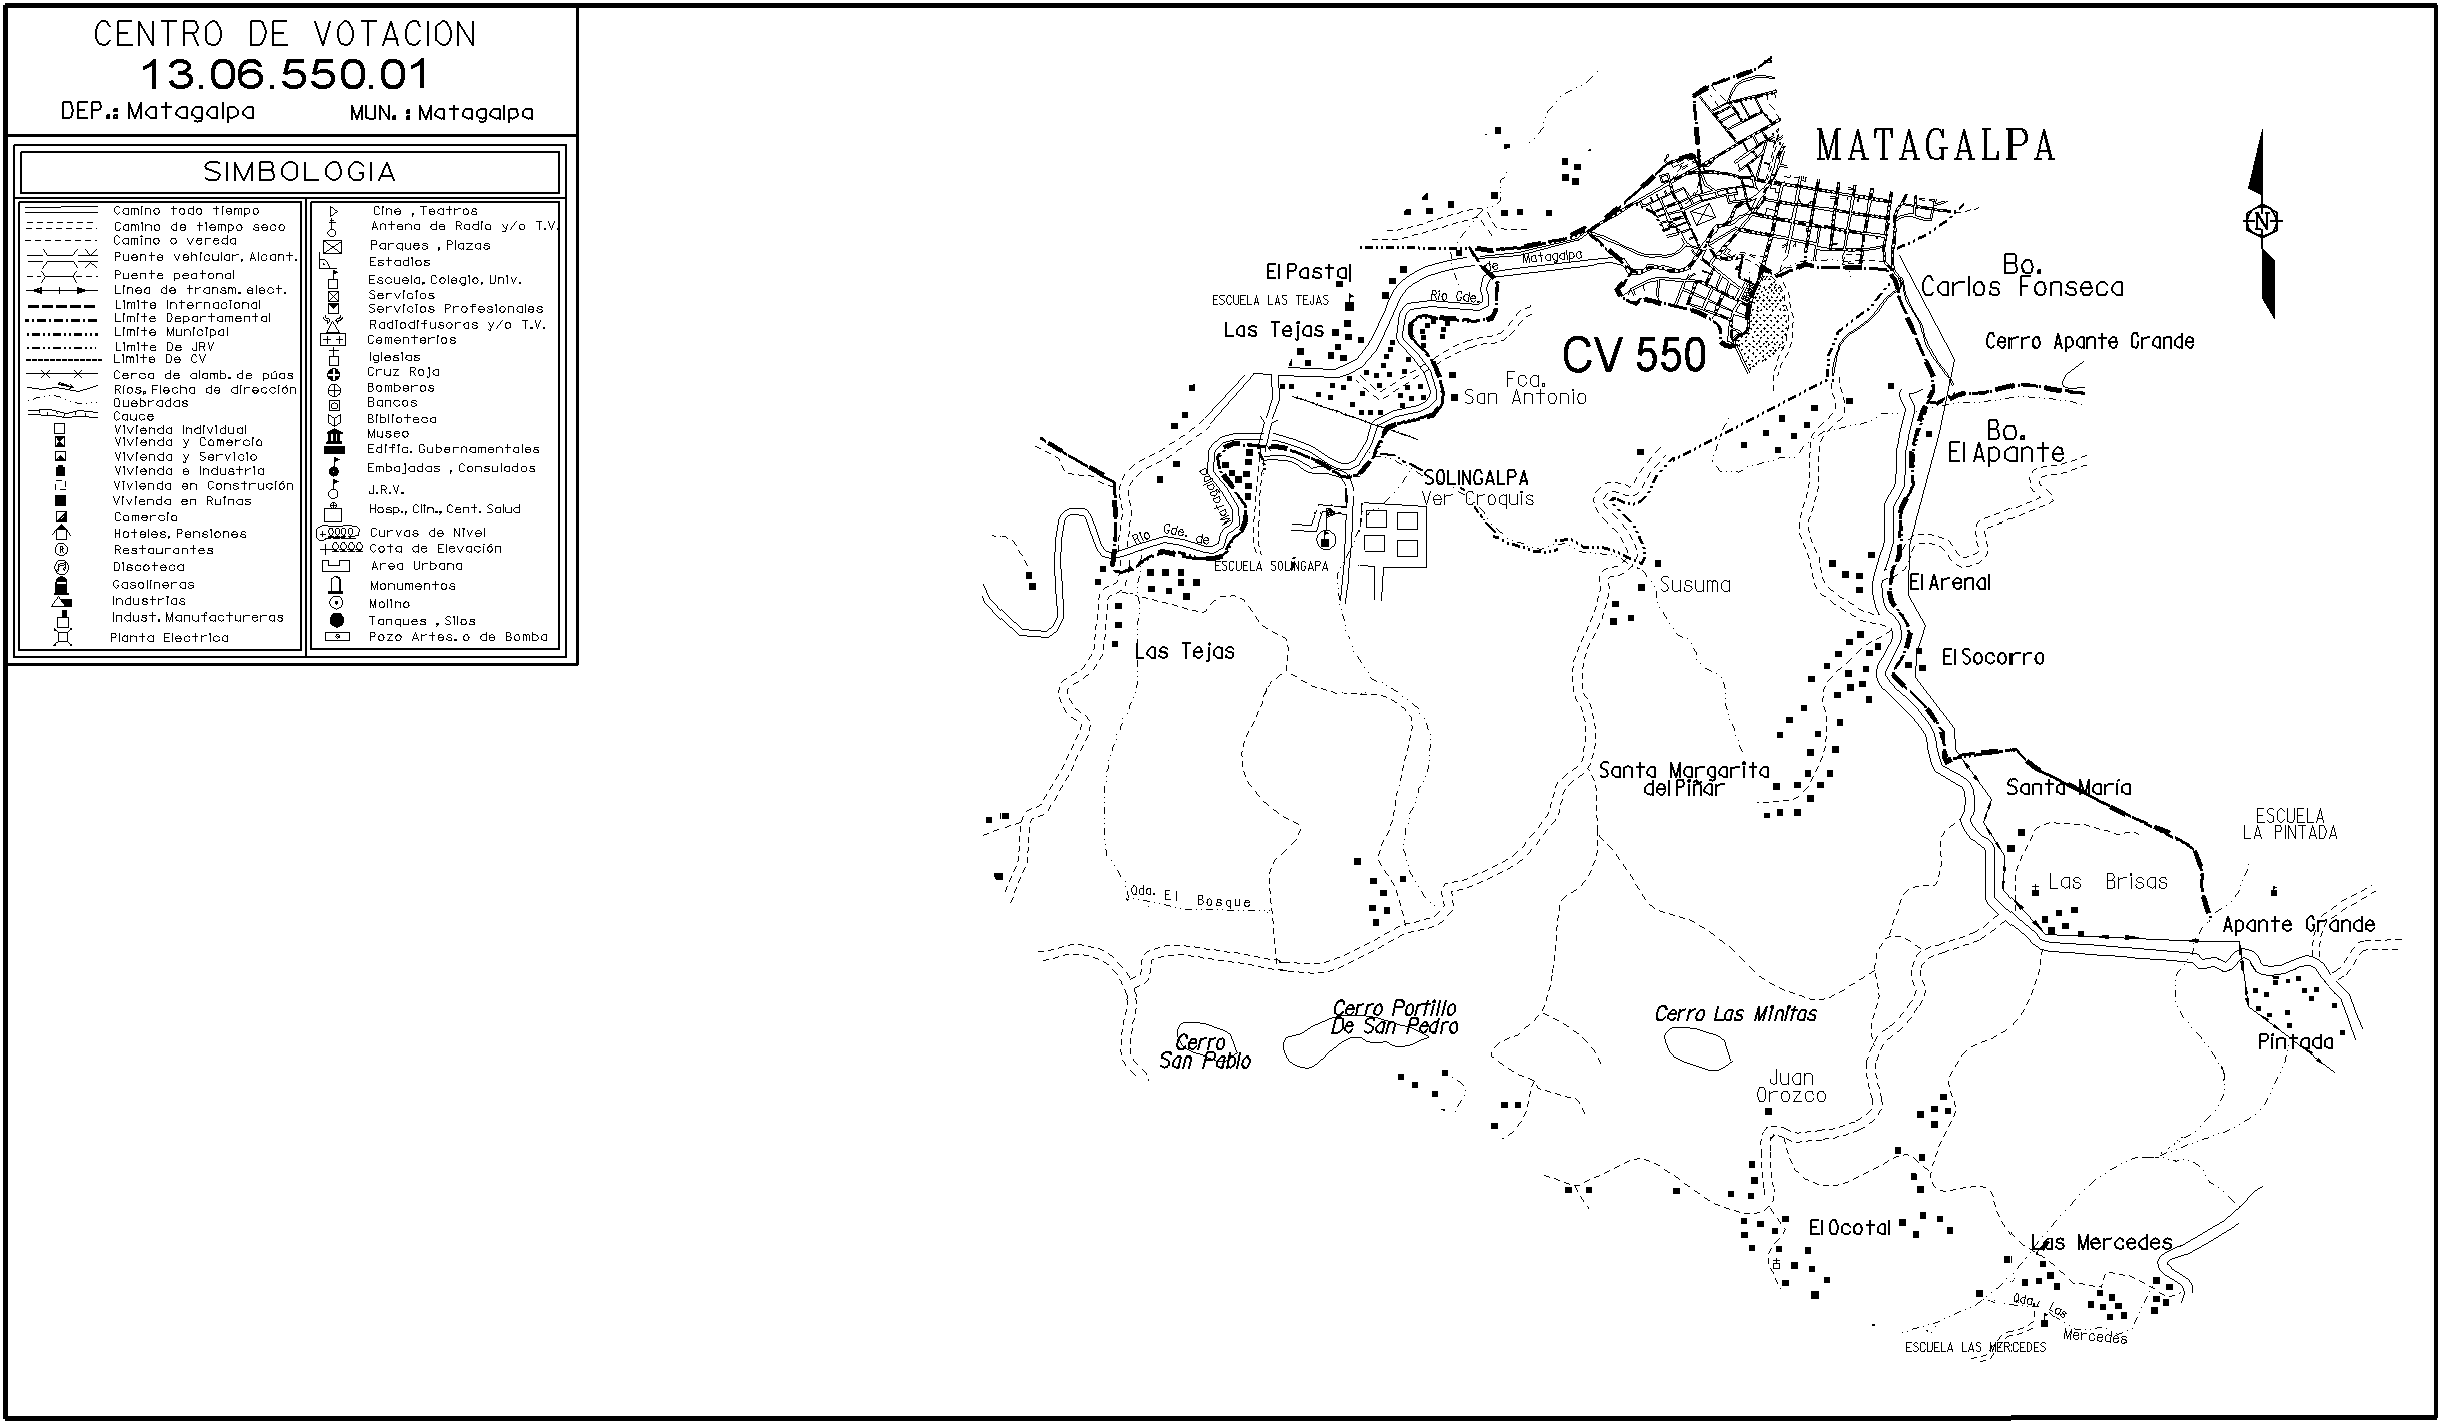 CENTRO DE VOTACION
13.06.550.01
DEP.: Matagalpa MUN.: Matagalpa
SIMBOLOGIA
Camino todo tiempo
Camino de tiempo seco
Camino o vereda
Puente vehicular, Alcant.
Puente peatonal
Linea de transm. elect.
Limite Internacional
Limite Departamental
Limite Municipal
Limite De JRV
Limite De CV
Cerca de alamb. de púas
Ríos, Flecha de dirección
Quebradas
Cauce
Vivienda Individual
Vivienda y Comercio
Vivienda y Servicio
Vivienda e Industria
Vivienda en Construción
Vivienda en Ruinas
Comercio
Hoteles, Pensiones
Restaurantes
Discoteca
Gasolineras
Industrias
Indust. Manufactureras
Planta Electrica
Cine , Teatros
Antena de Radio y/o T.V.
Parques , Plazas
Estadios
Escuela, Colegio, Univ.
Servicios
Servicios Profesionales
Radiodifusoras y/o T.V.
Cementerios
Iglesias
Cruz Roja
Bomberos
Bancos
Biblioteca
Museo
Edific. Gubernamentales
Embajadas , Consulados
J.R.V.
Hosp., Clin., Cent. Salud
Curvas de Nivel
Cota de Elevación
Area Urbana
Monumentos
Molino
Tanques , Silos
Pozo Artes. o de Bomba
MATAGALPA
N
El Pastal
de Matagalpa
Bo.
Carlos Fonseca
ESCUELA LAS TEJAS
Río Gde.
Las Tejas
CV 550
Cerro Apante Grande
Fca.
San Antonio
Bo.
El Apante
SOLINGALPA
Ver Croquis
Matagalpa
Río Gde. de
ESCUELA SOLINGAPA
Susuma
El Arenal
Las Tejas
El Socorro
Santa Margarita
del Piñar
Santa María
ESCUELA
LA PINTADA
Las Brisas
Qda. El Bosque
Apante Grande
Cerro Portillo
De San Pedro
Cerro Las Minitas
Cerro
San Pablo
Pintada
Juan
Orozco
El Ocotal
Las Mercedes
Qda. Las
Mercedes
ESCUELA LAS MERCEDES